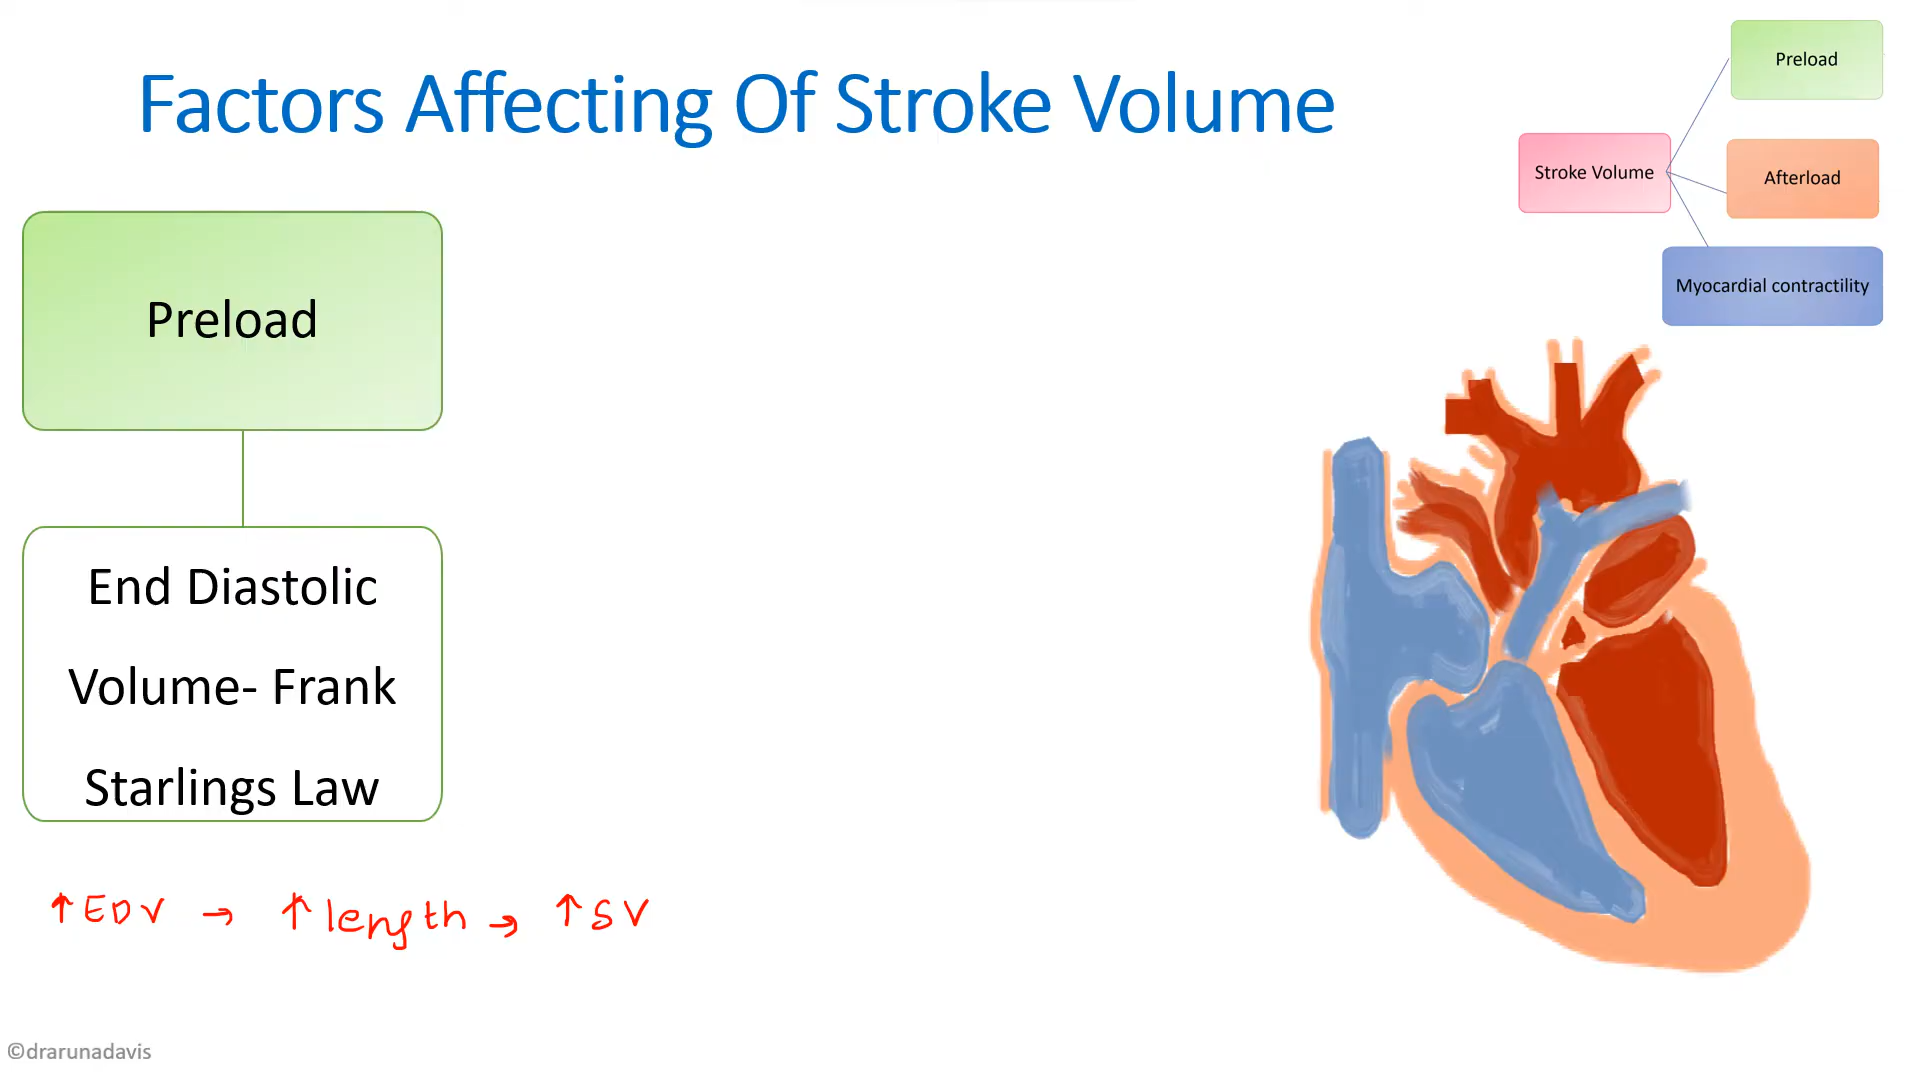 Factors Affecting Of Stroke Volume
Preload
Stroke Volume
Afterload
Myocardial contractility
Preload
End Diastolic
Volume- Frank
Starlings Law
↑ EDV → ↑ length → ↑ SV
©drarunadavis